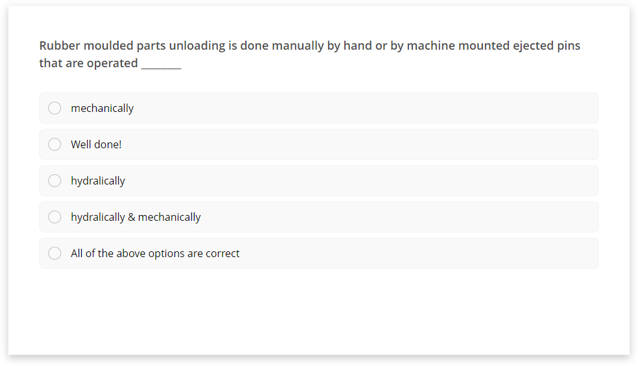 Rubber moulded parts unloading is done manually by hand or by machine mounted ejected pins
that are operated ________
mechanically
Well done!
hydralically
hydralically & mechanically
All of the above options are correct